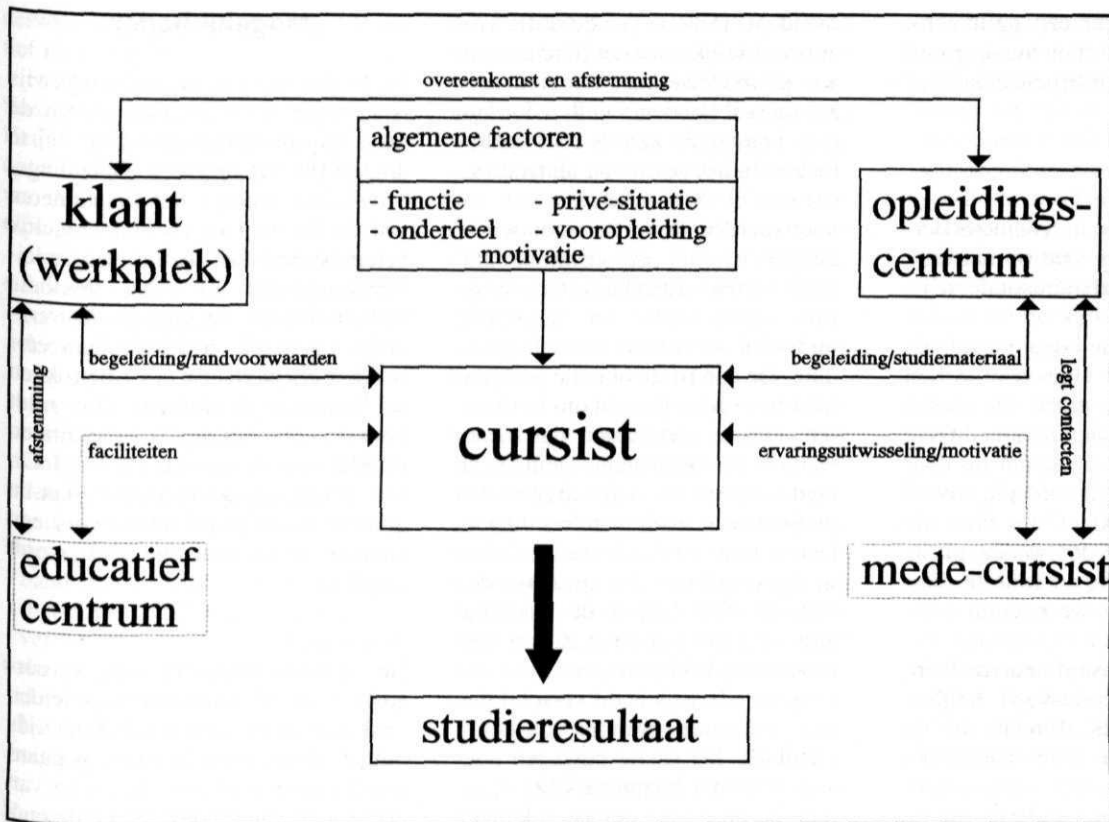 overeenkomst en afstemming
algemene factoren
- functie - privé-situatie
- onderdeel - vooropleiding
motivatie
klant
(werkplek)
opleidings-
centrum
begeleiding/randvoorwaarden
begeleiding/studiemateriaal
afstemming
legt contacten
cursist
faciliteiten
ervaringsuitwisseling/motivatie
educatief
centrum
mede-cursist
studieresultaat